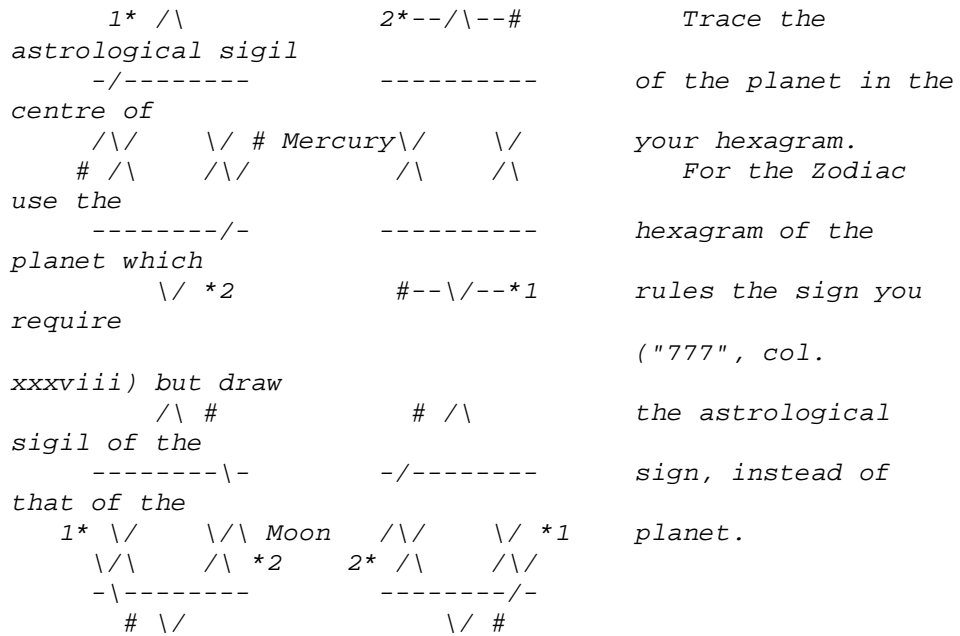 1* /\            2*--/\--#          Trace the
astrological sigil
     -/--------        ----------      of the planet in the
centre of
     /\/     \/ # Mercury\/     \/      your hexagram.
    # /\    /\/         /\    /\          For the Zodiac
use the
     --------/-        ----------      hexagram of the
planet which
         \/ *2          #--\/--*1      rules the sign you
require
                                       ("777", col.
xxxviii) but draw
         /\ #            # /\          the astrological
sigil of the
     --------\-        -/--------      sign, instead of
that of the
   1* \/     \/\ Moon   /\/     \/ *1   planet.
     \/\     /\ *2    2* /\     /\/
     -\--------        --------/-
       # \/                \/ #